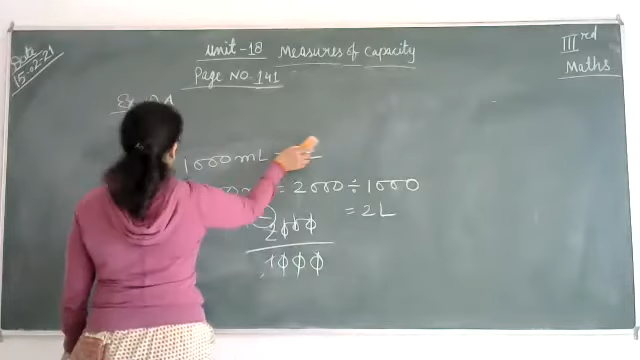 Date
15-02-21
Unit-18 Measures of Capacity
Page No. 141
III rd
Maths
1000 mL =
= 2000 ÷ 1000
= 2L
2000
1000